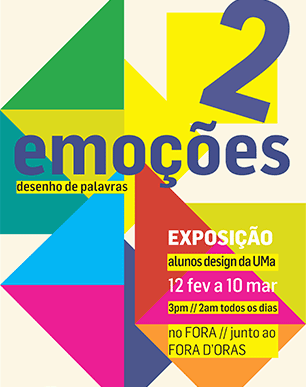 2
emoções
desenho de palavras
EXPOSIÇÃO
alunos design da UMa
12 fev a 10 mar
3pm // 2am todos os dias
no FORA // junto ao
FORA D'ORAS